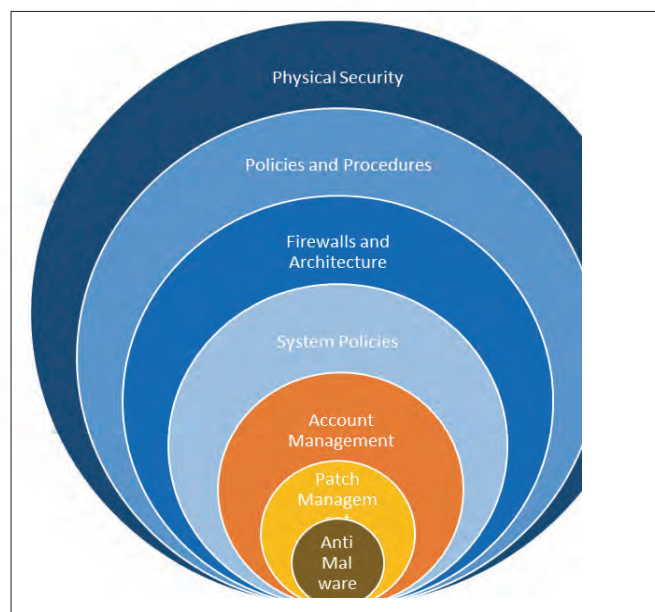 Physical Security
Policies and Procedures
Firewalls and
Architecture
System Policies
Account
Management
Patch
Managem
Anti
Mal
ware